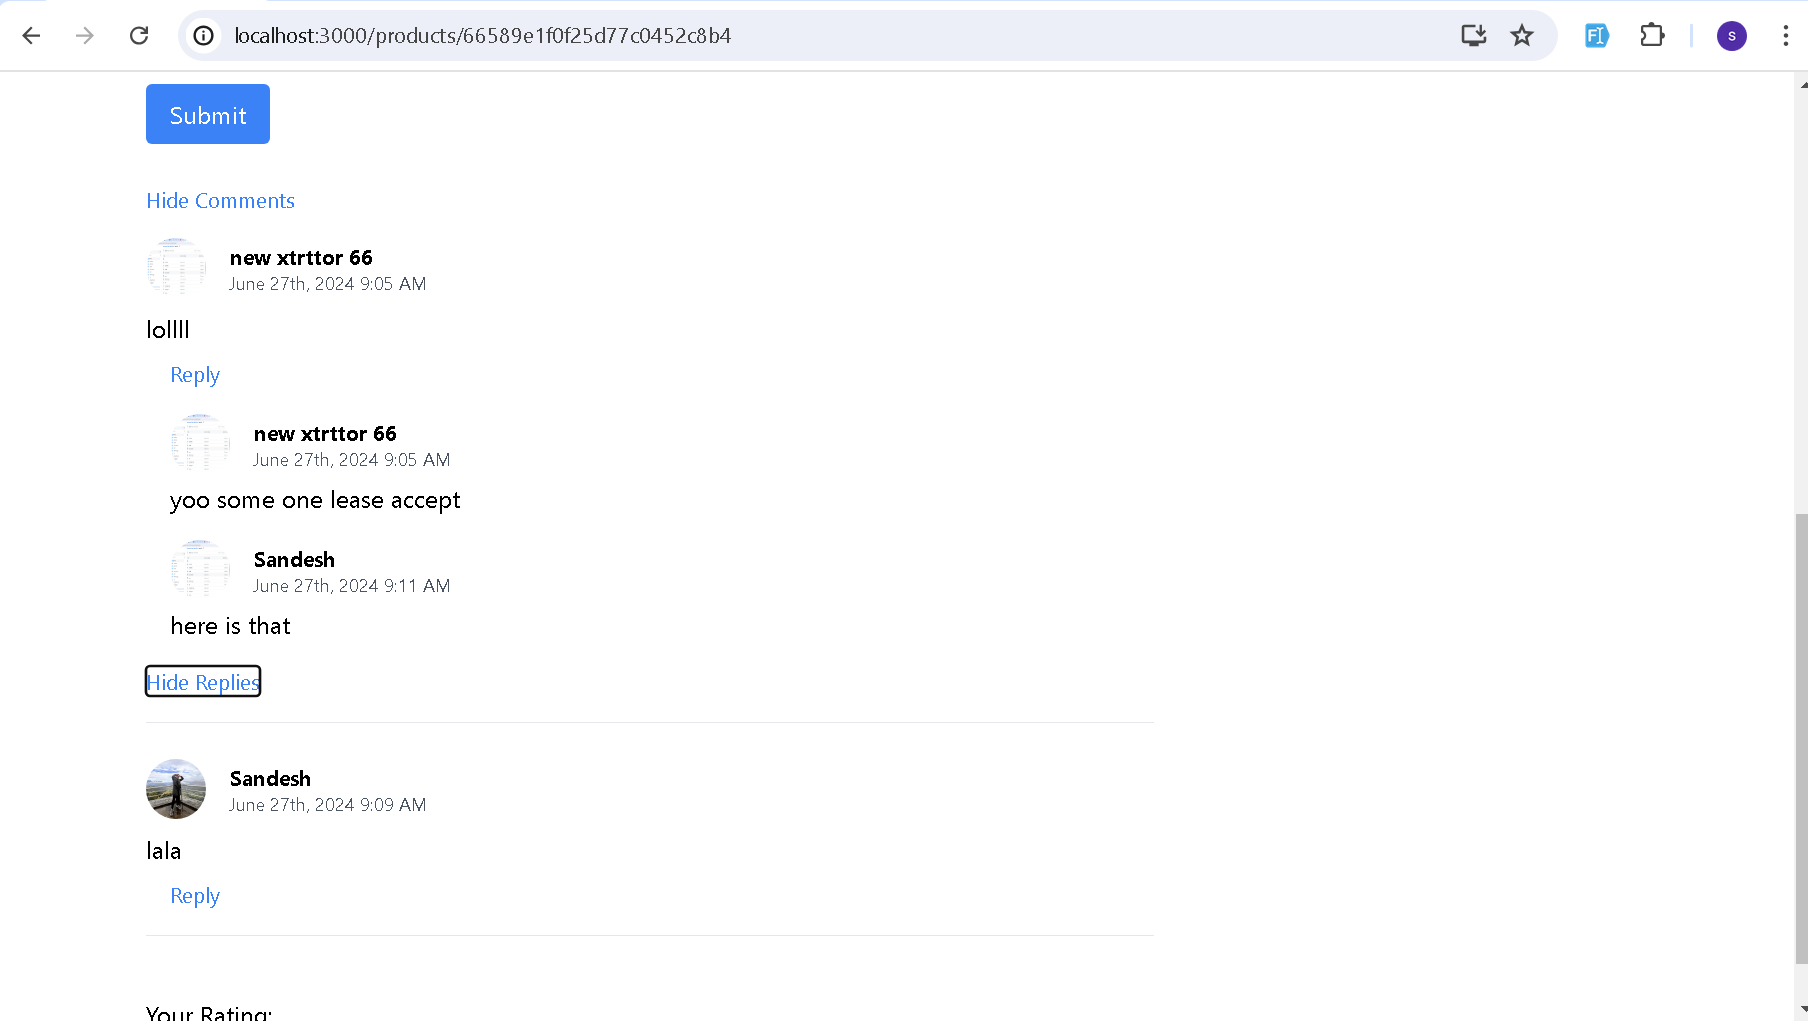 localhost:3000/products/66589e1f0f25d77c0452c8b4
FI
S
Submit
Hide Comments
new xtrttor 66
June 27th, 2024 9:05 AM
lollll
Reply
new xtrttor 66
June 27th, 2024 9:05 AM
yoo some one lease accept
Sandesh
June 27th, 2024 9:11 AM
here is that
Hide Replies
Sandesh
June 27th, 2024 9:09 AM
lala
Reply
Your Rating: